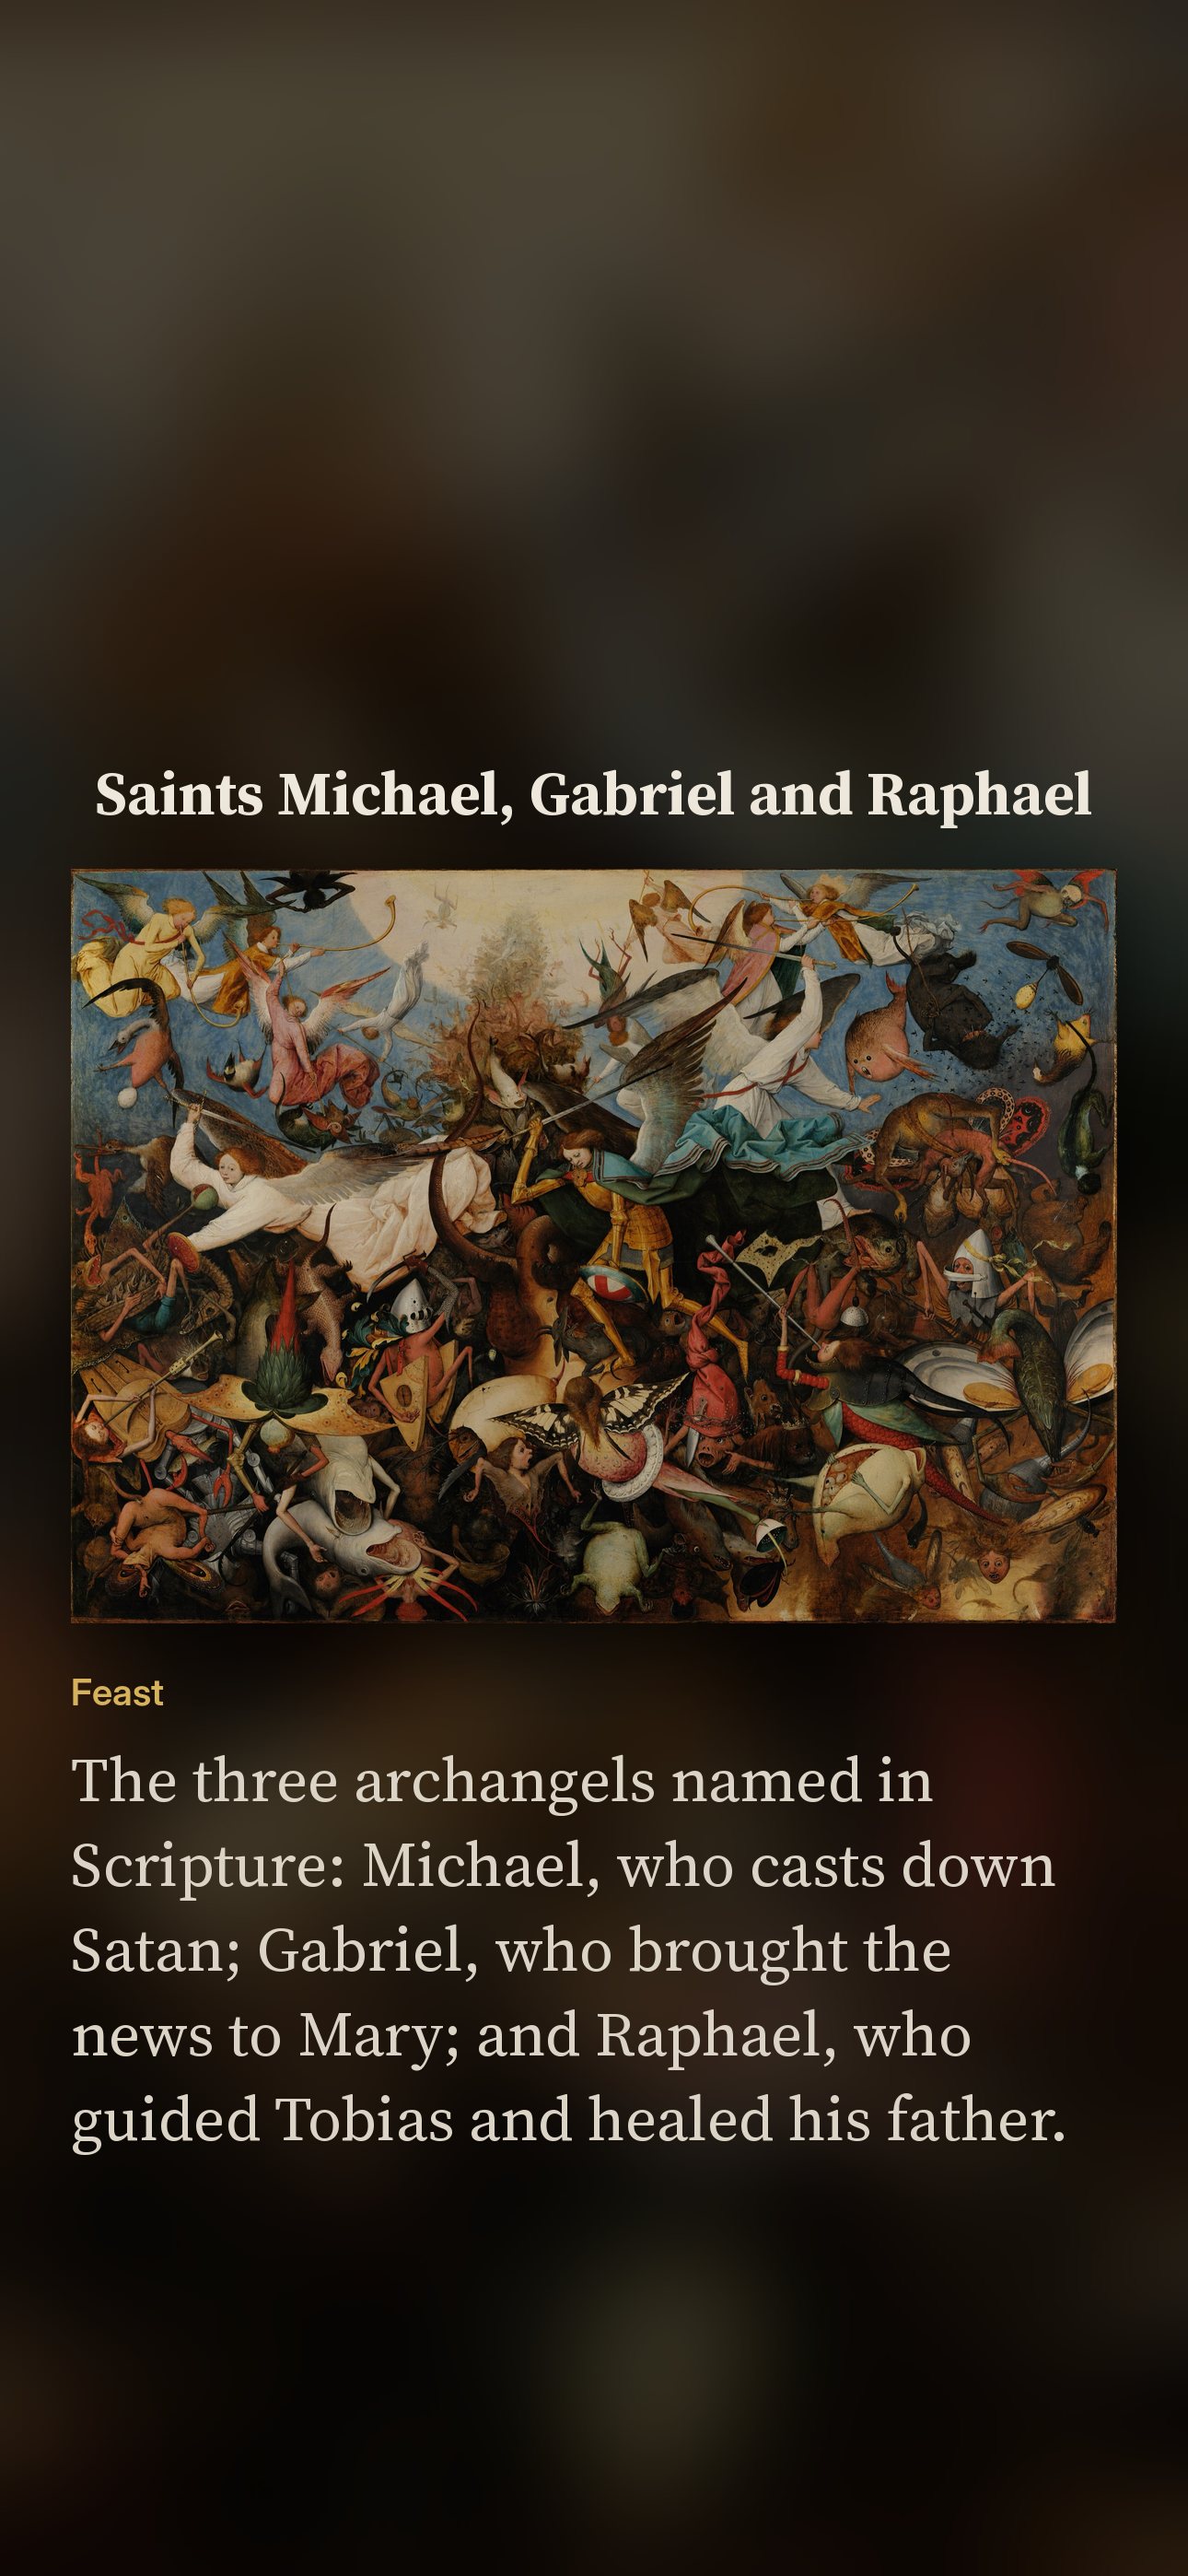 Saints Michael, Gabriel and Raphael
Feast
The three archangels named in
Scripture: Michael, who casts down
Satan; Gabriel, who brought the
news to Mary; and Raphael, who
guided Tobias and healed his father.